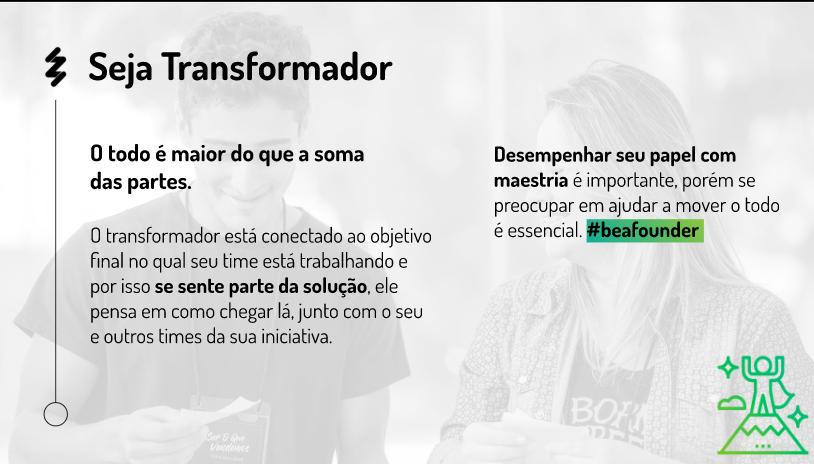 Seja Transformador
O todo é maior do que a soma
das partes.
O transformador está conectado ao objetivo
final no qual seu time está trabalhando e
por isso se sente parte da solução, ele
pensa em como chegar lá, junto com o seu
e outros times da sua iniciativa.
Desempenhar seu papel com
maestria é importante, porém se
preocupar em ajudar a mover o todo
é essencial. #beafounder